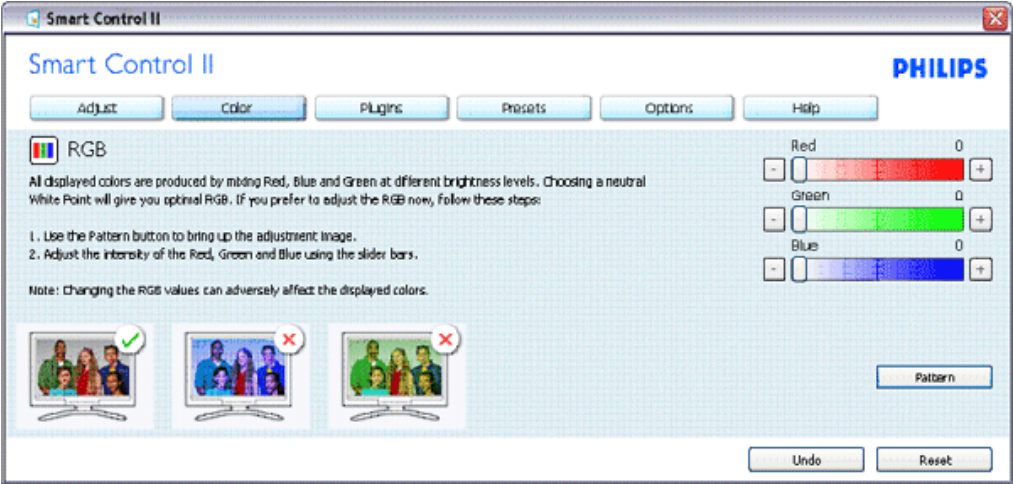 Smart Control II
Smart Control II
PHILIPS
Adjust Color Plugins Presets Options Help
RGB
All displayed colors are produced by mixing Red, Blue and Green at different brightness levels. Choosing a neutral
White Point will give you optimal RGB. If you prefer to adjust the RGB now, follow these steps:
1. Use the Pattern button to bring up the adjustment image.
2. Adjust the intensity of the Red, Green and Blue using the slider bars.
Note: Changing the RGB values can adversely affect the displayed colors.
Red 0
- +
Green 0
- +
Blue 0
- +
Pattern
Undo Reset